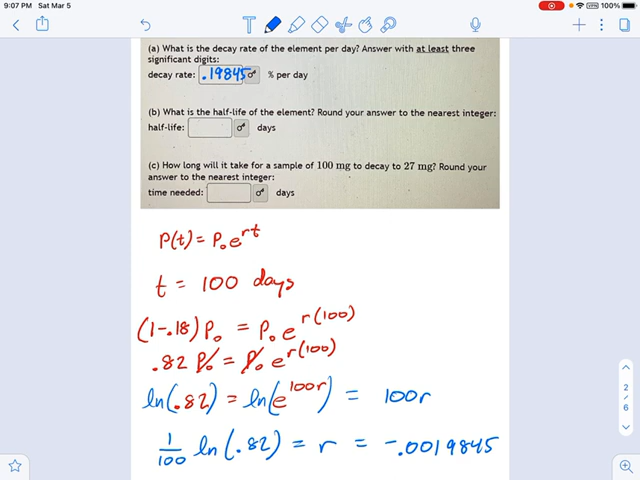 9:07 PM Sat Mar 5
100%
(a) What is the decay rate of the element per day? Answer with at least three
significant digits:
decay rate: .19845 % per day
(b) What is the half-life of the element? Round your answer to the nearest integer:
half-life: days
(c) How long will it take for a sample of 100 mg to decay to 27 mg? Round your
answer to the nearest integer:
time needed: days
P(t) = P₀e^rt
t = 100 days
(1-.18)P₀ = P₀e^r(100)
.82 P₀ = P₀e^r(100)
ln(.82) = ln(e^100r) = 100r
1/100 ln(.82) = r = -.0019845
2
/
6